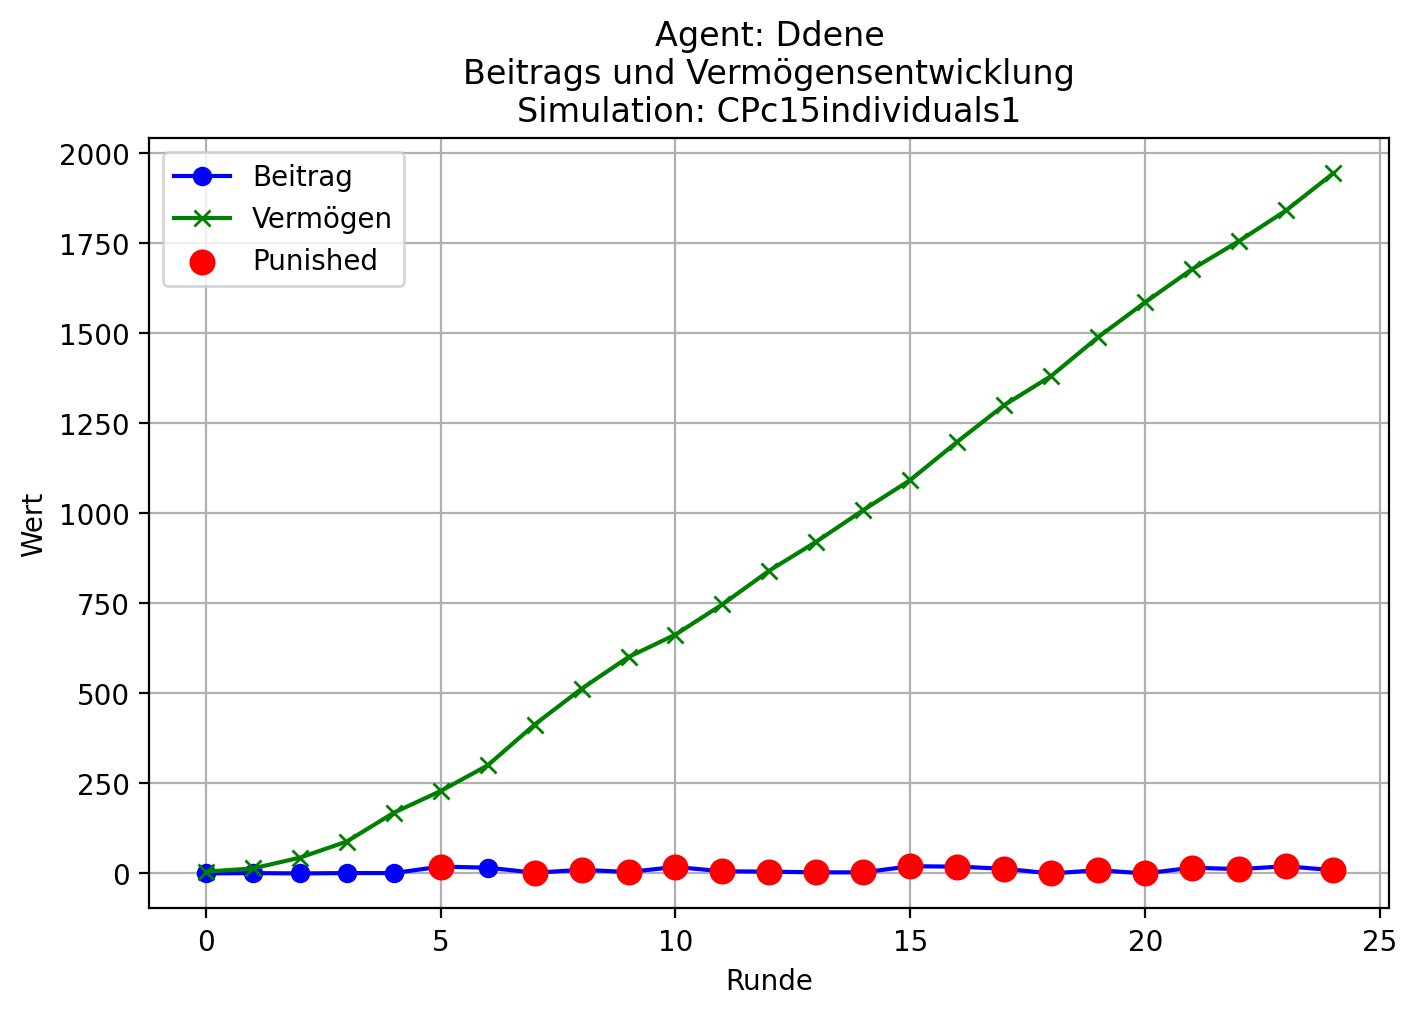 Agent: Ddene
Beitrags und Vermögensentwicklung
Simulation: CPc15individuals1
Beitrag
Vermögen
Punished
2000
1750
1500
1250
1000
750
500
250
0
Wert
0 5 10 15 20 25
Runde